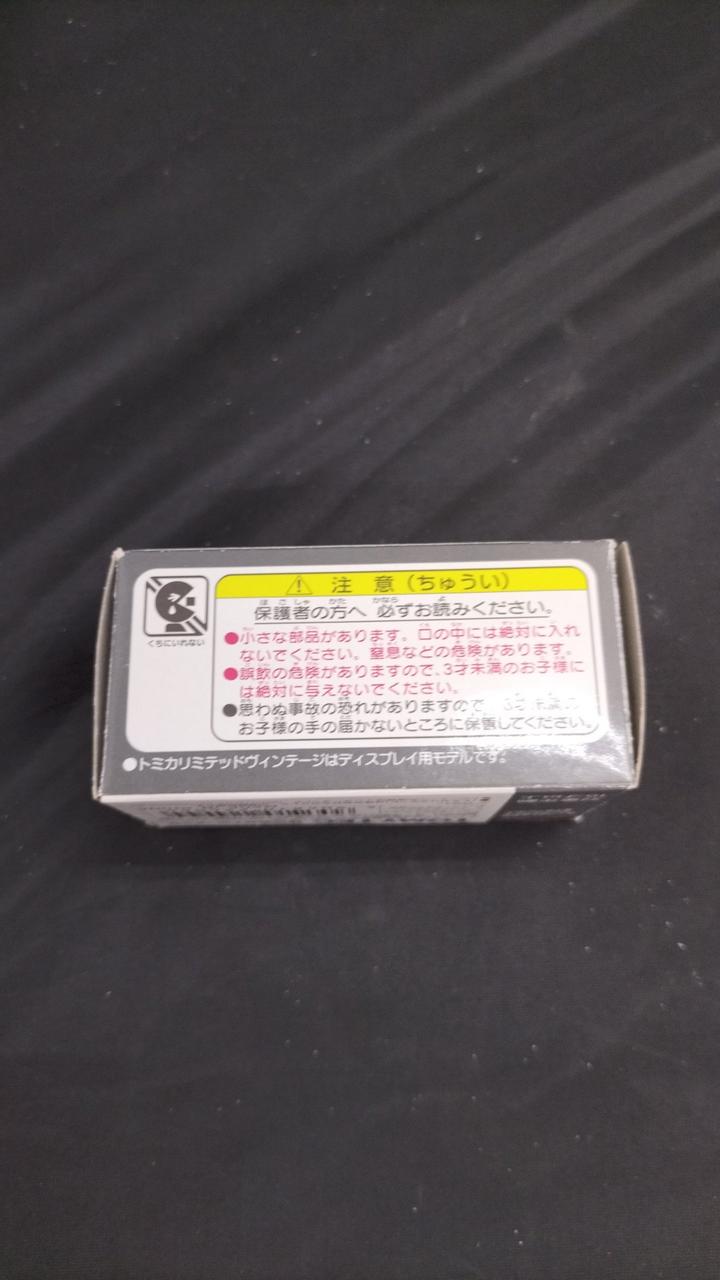 注 意 (ちゅうい)
保護者の方へ 必ずお読みください。
くちにいれない
●小さな部品があります。口の中には絶対に入れ
ないでください。窒息などの危険があります。
●誤飲の危険がありますので、3才未満のお子様に
は絶対に与えないでください。
●思わぬ事故の恐れがありますので、3才未満の
お子様の手の届かないところに保管してください。
●トミカリミテッドヴィンテージはディスプレイ用モデルです。